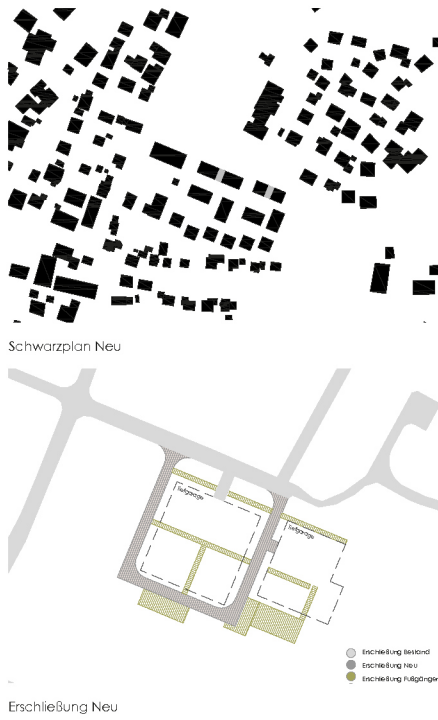 Schwarzplan Neu
Tiefgarage
Tiefgarage
Erschließung Bestand
Erschließung Neu
Erschließung Fußgänger
Erschließung Neu